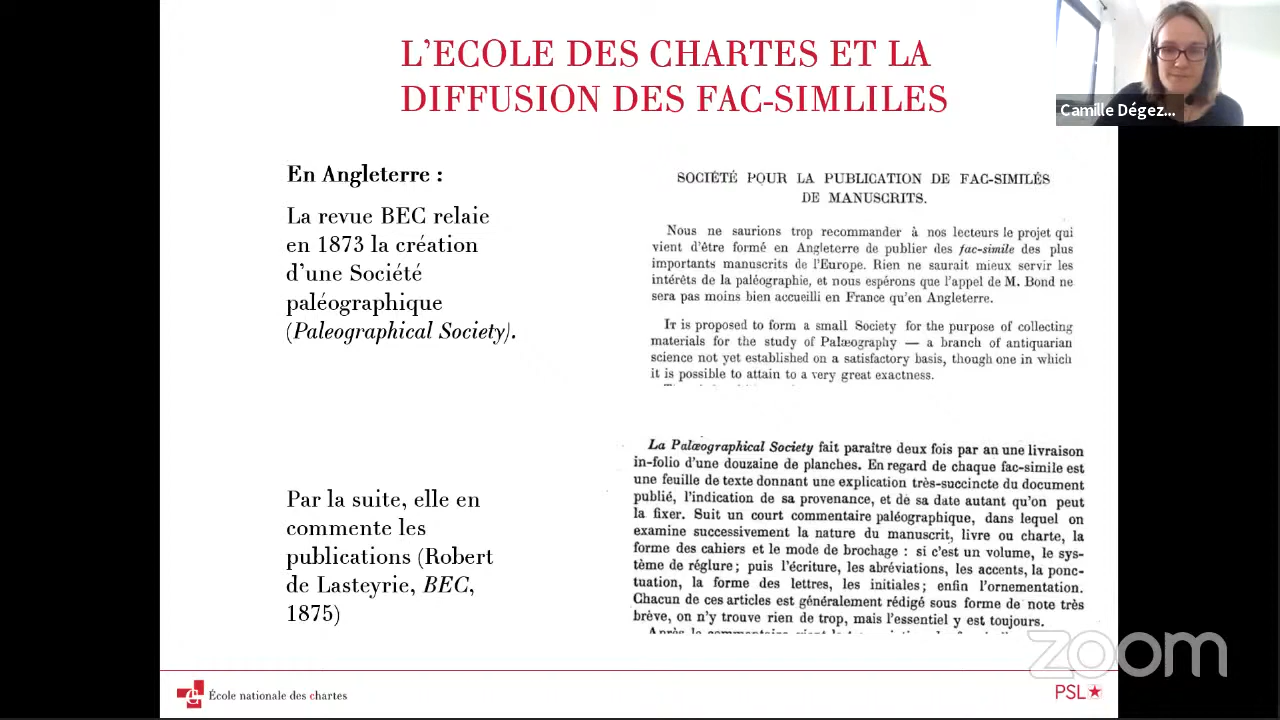 L'ECOLE DES CHARTES ET LA
DIFFUSION DES FAC-SIMLILES
Camille Dégez...
En Angleterre :
La revue BEC relaie
en 1873 la création
d'une Société
paléographique
(Paleographical Society).
SOCIÉTÉ POUR LA PUBLICATION DE FAC-SIMILÉS
DE MANUSCRITS.
Nous ne saurions trop recommander à nos lecteurs le projet qui
vient d'être formé en Angleterre de publier des fac-simile des plus
importants manuscrits de l'Europe. Rien ne saurait mieux servir les
intérêts de la paléographie, et nous espérons que l'appel de M. Bond ne
sera pas moins bien accueilli en France qu'en Angleterre.
It is proposed to form a small Society for the purpose of collecting
materials for the study of Palæography — a branch of antiquarian
science not yet established on a satisfactory basis, though one in which
it is possible to attain to a very great exactness.
Par la suite, elle en
commente les
publications (Robert
de Lasteyrie, BEC,
1875)
La Palæographical Society fait paraître deux fois par an une livraison
in-folio d'une douzaine de planches. En regard de chaque fac-simile est
une feuille de texte donnant une explication très-succincte du document
publié, l'indication de sa provenance, et de sa date autant qu'on peut
la fixer. Suit un court commentaire paléographique, dans lequel on
examine successivement la nature du manuscrit, livre ou charte, la
forme des cahiers et le mode de brochage : si c'est un volume, le sys-
tème de réglure; puis l'écriture, les abréviations, les accents, la ponc-
tuation, la forme des lettres, les initiales; enfin l'ornementation.
Chacun de ces articles est généralement rédigé sous forme de note très
brève, on n'y trouve rien de trop, mais l'essentiel y est toujours.
zoom
École nationale des chartes
PSL